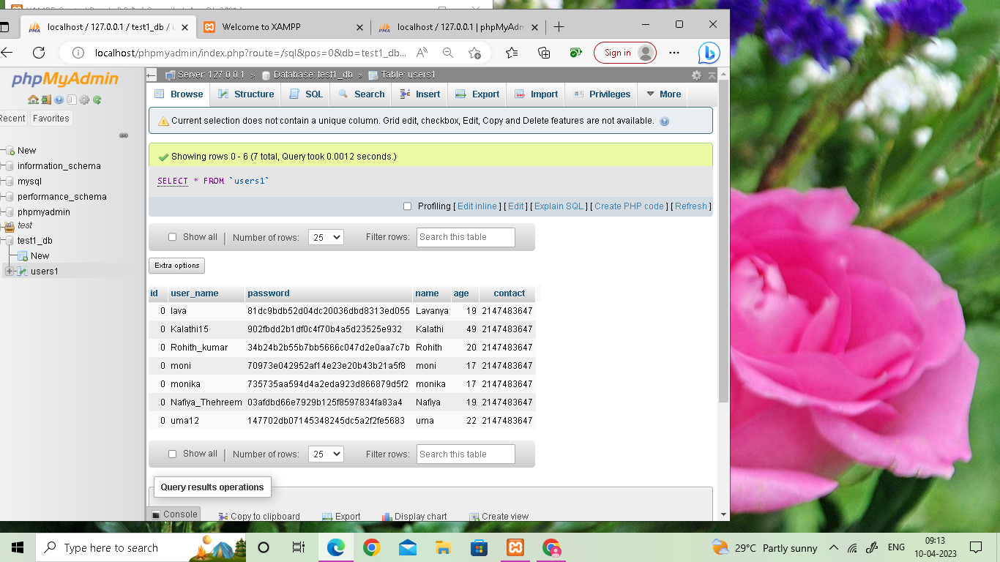 localhost / 127.0.0.1 / test1_db / u
Welcome to XAMPP
localhost / 127.0.0.1 | phpMyAdm
localhost/phpmyadmin/index.php?route=/sql&pos=0&db=test1_db...
Sign in
phpMyAdmin
Recent Favorites
New
information_schema
mysql
performance_schema
phpmyadmin
test
test1_db
New
users1
Server: 127.0.0.1 » Database: test1_db » Table: users1
Browse Structure SQL Search Insert Export Import Privileges More
Current selection does not contain a unique column. Grid edit, checkbox, Edit, Copy and Delete features are not available.
Showing rows 0 - 6 (7 total, Query took 0.0012 seconds.)
SELECT * FROM `users1`
Profiling [ Edit inline ] [ Edit ] [ Explain SQL ] [ Create PHP code ] [ Refresh ]
Show all | Number of rows: 25 Filter rows: Search this table
Extra options
id user_name password name age contact
0 lava 81dc9bdb52d04dc20036dbd8313ed055 Lavanya 19 2147483647
0 Kalathi15 902fbdd2b1df0c4f70b4a5d23525e932 Kalathi 49 2147483647
0 Rohith_kumar 34b24b2b55b7bb5666c047d2e0aa7c7b Rohith 20 2147483647
0 moni 70973e042952af14e23e20b43b21a5f8 moni 17 2147483647
0 monika 735735aa594d4a2eda923d866879d5f2 monika 17 2147483647
0 Nafiya_Thehreem 03afdbd66e7929b125f8597834fa83a4 Nafiya 19 2147483647
0 uma12 147702db07145348245dc5a2f2fe5683 uma 22 2147483647
Show all | Number of rows: 25 Filter rows: Search this table
Query results operations
Console
Copy to clipboard Export Display chart Create view
Type here to search
29°C Partly sunny
ENG
09:13
10-04-2023